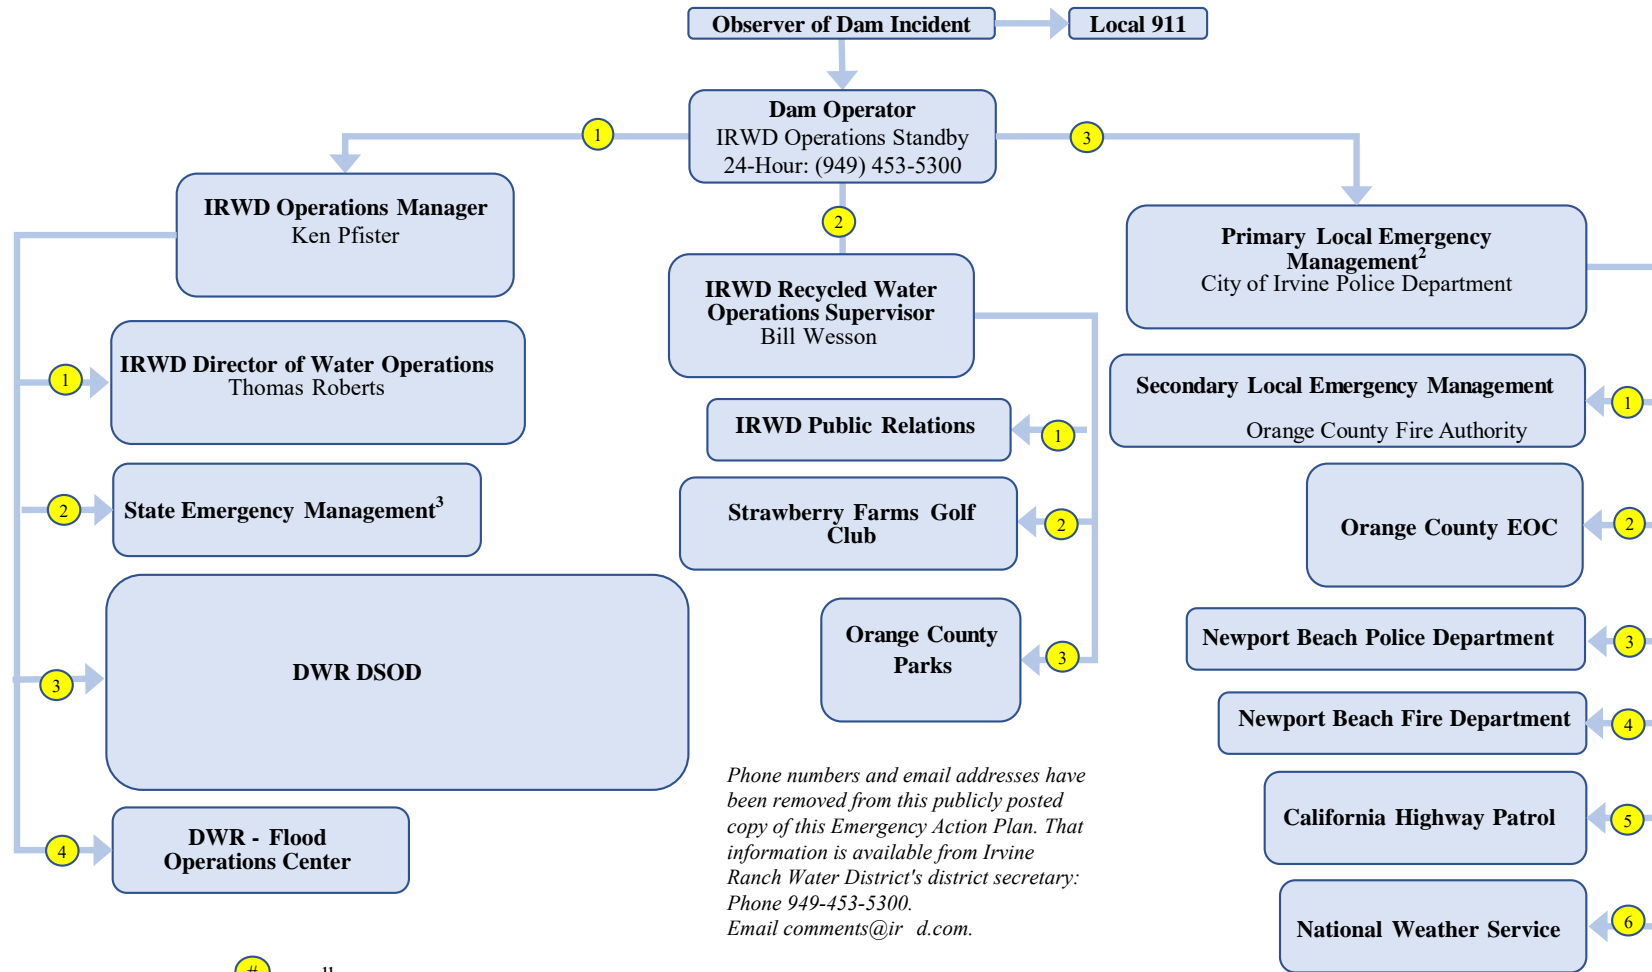 Observer of Dam Incident
Local 911
Dam Operator
IRWD Operations Standby
24-Hour: (949) 453-5300
1
3
2
IRWD Operations Manager
Ken Pfister
Primary Local Emergency
Management2
City of Irvine Police Department
IRWD Recycled Water
Operations Supervisor
Bill Wesson
1
IRWD Director of Water Operations
Thomas Roberts
2
State Emergency Management3
3
DWR DSOD
4
DWR - Flood
Operations Center
IRWD Public Relations
1
Strawberry Farms Golf
Club
2
Orange County
Parks
3
Secondary Local Emergency Management
Orange County Fire Authority
1
Orange County EOC
2
Newport Beach Police Department
3
Newport Beach Fire Department
4
California Highway Patrol
5
National Weather Service
6
Phone numbers and email addresses have
been removed from this publicly posted
copy of this Emergency Action Plan. That
information is available from Irvine
Ranch Water District's district secretary:
Phone 949-453-5300.
Email comments@ir d.com.
#